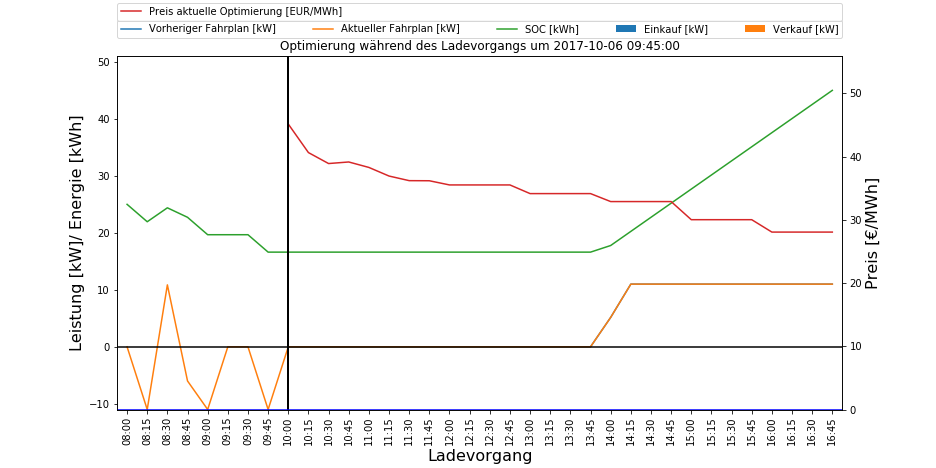 Preis aktuelle Optimierung [EUR/MWh]
Vorheriger Fahrplan [kW] Aktueller Fahrplan [kW] SOC [kWh] Einkauf [kW] Verkauf [kW]
Optimierung während des Ladevorgangs um 2017-10-06 09:45:00
Leistung [kW]/ Energie [kWh]
50
40
30
20
10
0
−10
50
40
30
20
10
0
Preis [€/MWh]
08:00 08:15 08:30 08:45 09:00 09:15 09:30 09:45 10:00 10:15 10:30 10:45 11:00 11:15 11:30 11:45 12:00 12:15 12:30 12:45 13:00 13:15 13:30 13:45 14:00 14:15 14:30 14:45 15:00 15:15 15:30 15:45 16:00 16:15 16:30 16:45
Ladevorgang